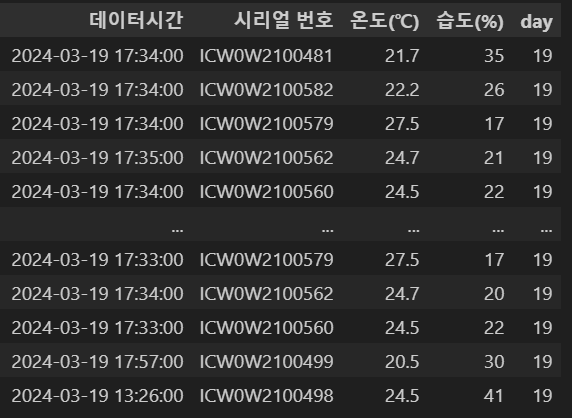 데이터시간 시리얼 번호 온도(℃) 습도(%) day
2024-03-19 17:34:00 ICW0W2100481 21.7 35 19
2024-03-19 17:34:00 ICW0W2100582 22.2 26 19
2024-03-19 17:34:00 ICW0W2100579 27.5 17 19
2024-03-19 17:35:00 ICW0W2100562 24.7 21 19
2024-03-19 17:34:00 ICW0W2100560 24.5 22 19
... ... ... ... ...
2024-03-19 17:33:00 ICW0W2100579 27.5 17 19
2024-03-19 17:34:00 ICW0W2100562 24.7 20 19
2024-03-19 17:33:00 ICW0W2100560 24.5 22 19
2024-03-19 17:57:00 ICW0W2100499 20.5 30 19
2024-03-19 13:26:00 ICW0W2100498 24.5 41 19